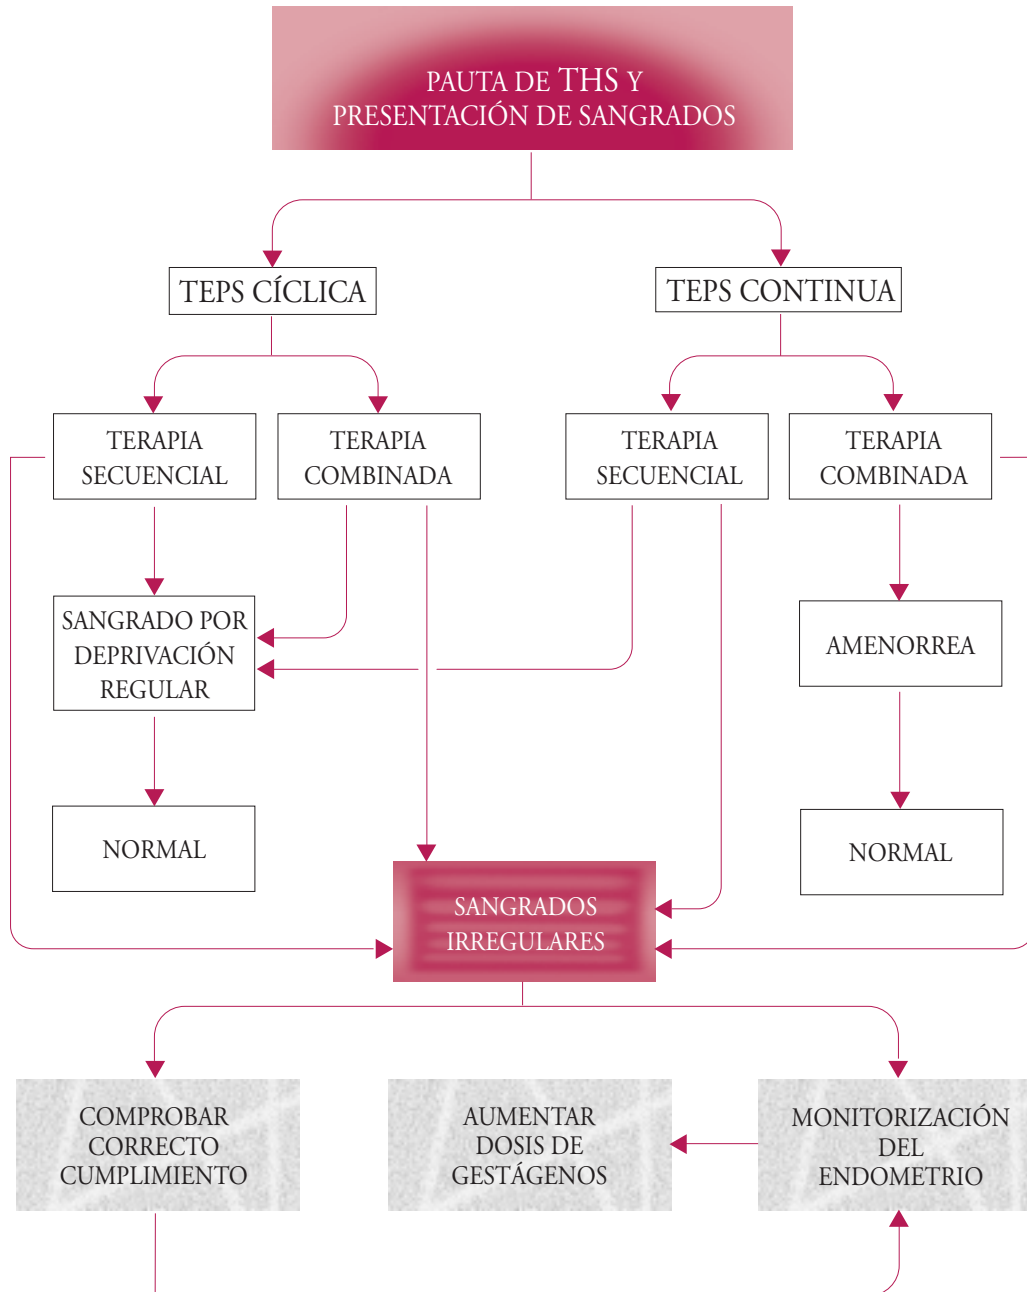 PAUTA DE THS Y
PRESENTACIÓN DE SANGRADOS
TEPS CÍCLICA
TEPS CONTINUA
TERAPIA
SECUENCIAL
TERAPIA
COMBINADA
TERAPIA
SECUENCIAL
TERAPIA
COMBINADA
SANGRADO POR
DEPRIVACIÓN
REGULAR
AMENORREA
NORMAL
NORMAL
SANGRADOS
IRREGULARES
COMPROBAR
CORRECTO
CUMPLIMIENTO
AUMENTAR
DOSIS DE
GESTÁGENOS
MONITORIZACIÓN
DEL
ENDOMETRIO